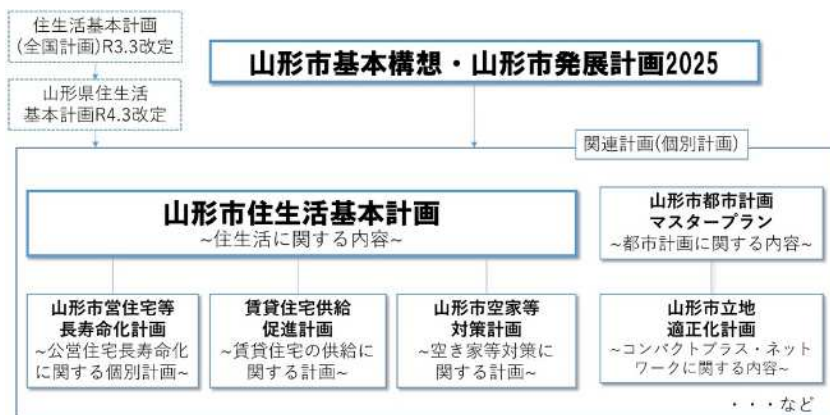 住生活基本計画
(全国計画)R3.3改定
山形市基本構想・山形市発展計画2025
山形県住生活
基本計画R4.3改定
関連計画(個別計画)
山形市住生活基本計画
~住生活に関する内容~
山形市都市計画
マスタープラン
~都市計画に関する内容~
山形市営住宅等
長寿命化計画
~公営住宅長寿命化
に関する個別計画~
賃貸住宅供給
促進計画
~賃貸住宅の供給に
関する計画~
山形市空家等
対策計画
~空き家等対策に
関する計画~
山形市立地
適正化計画
~コンパクトプラス・ネット
ワークに関する内容~
・・・など